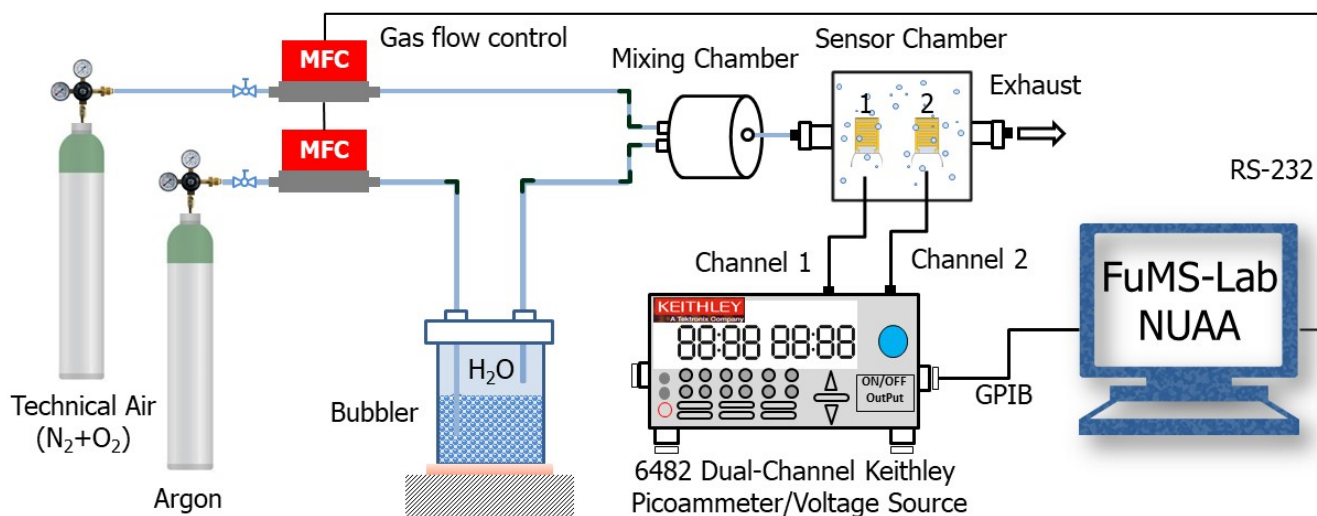 Gas flow control
MFC
MFC
Mixing Chamber
Sensor Chamber
1
2
Exhaust
RS-232
Channel 1
Channel 2
FuMS-Lab
NUAA
KEITHLEY
A Tektronix Company
88:88 88:88
ON/OFF
OutPut
GPIB
H₂O
Bubbler
Technical Air
(N₂+O₂)
Argon
6482 Dual-Channel Keithley
Picoammeter/Voltage Source